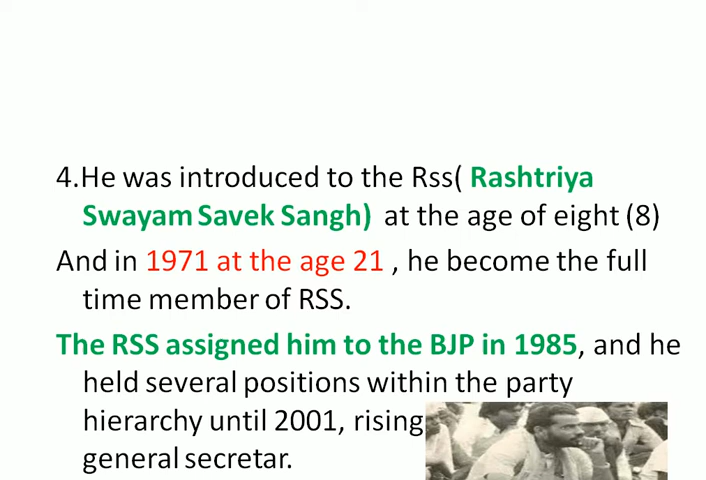 4.He was introduced to the Rss( Rashtriya
Swayam Savek Sangh) at the age of eight (8)
And in 1971 at the age 21 , he become the full
time member of RSS.
The RSS assigned him to the BJP in 1985, and he
held several positions within the party
hierarchy until 2001, rising
general secretar.